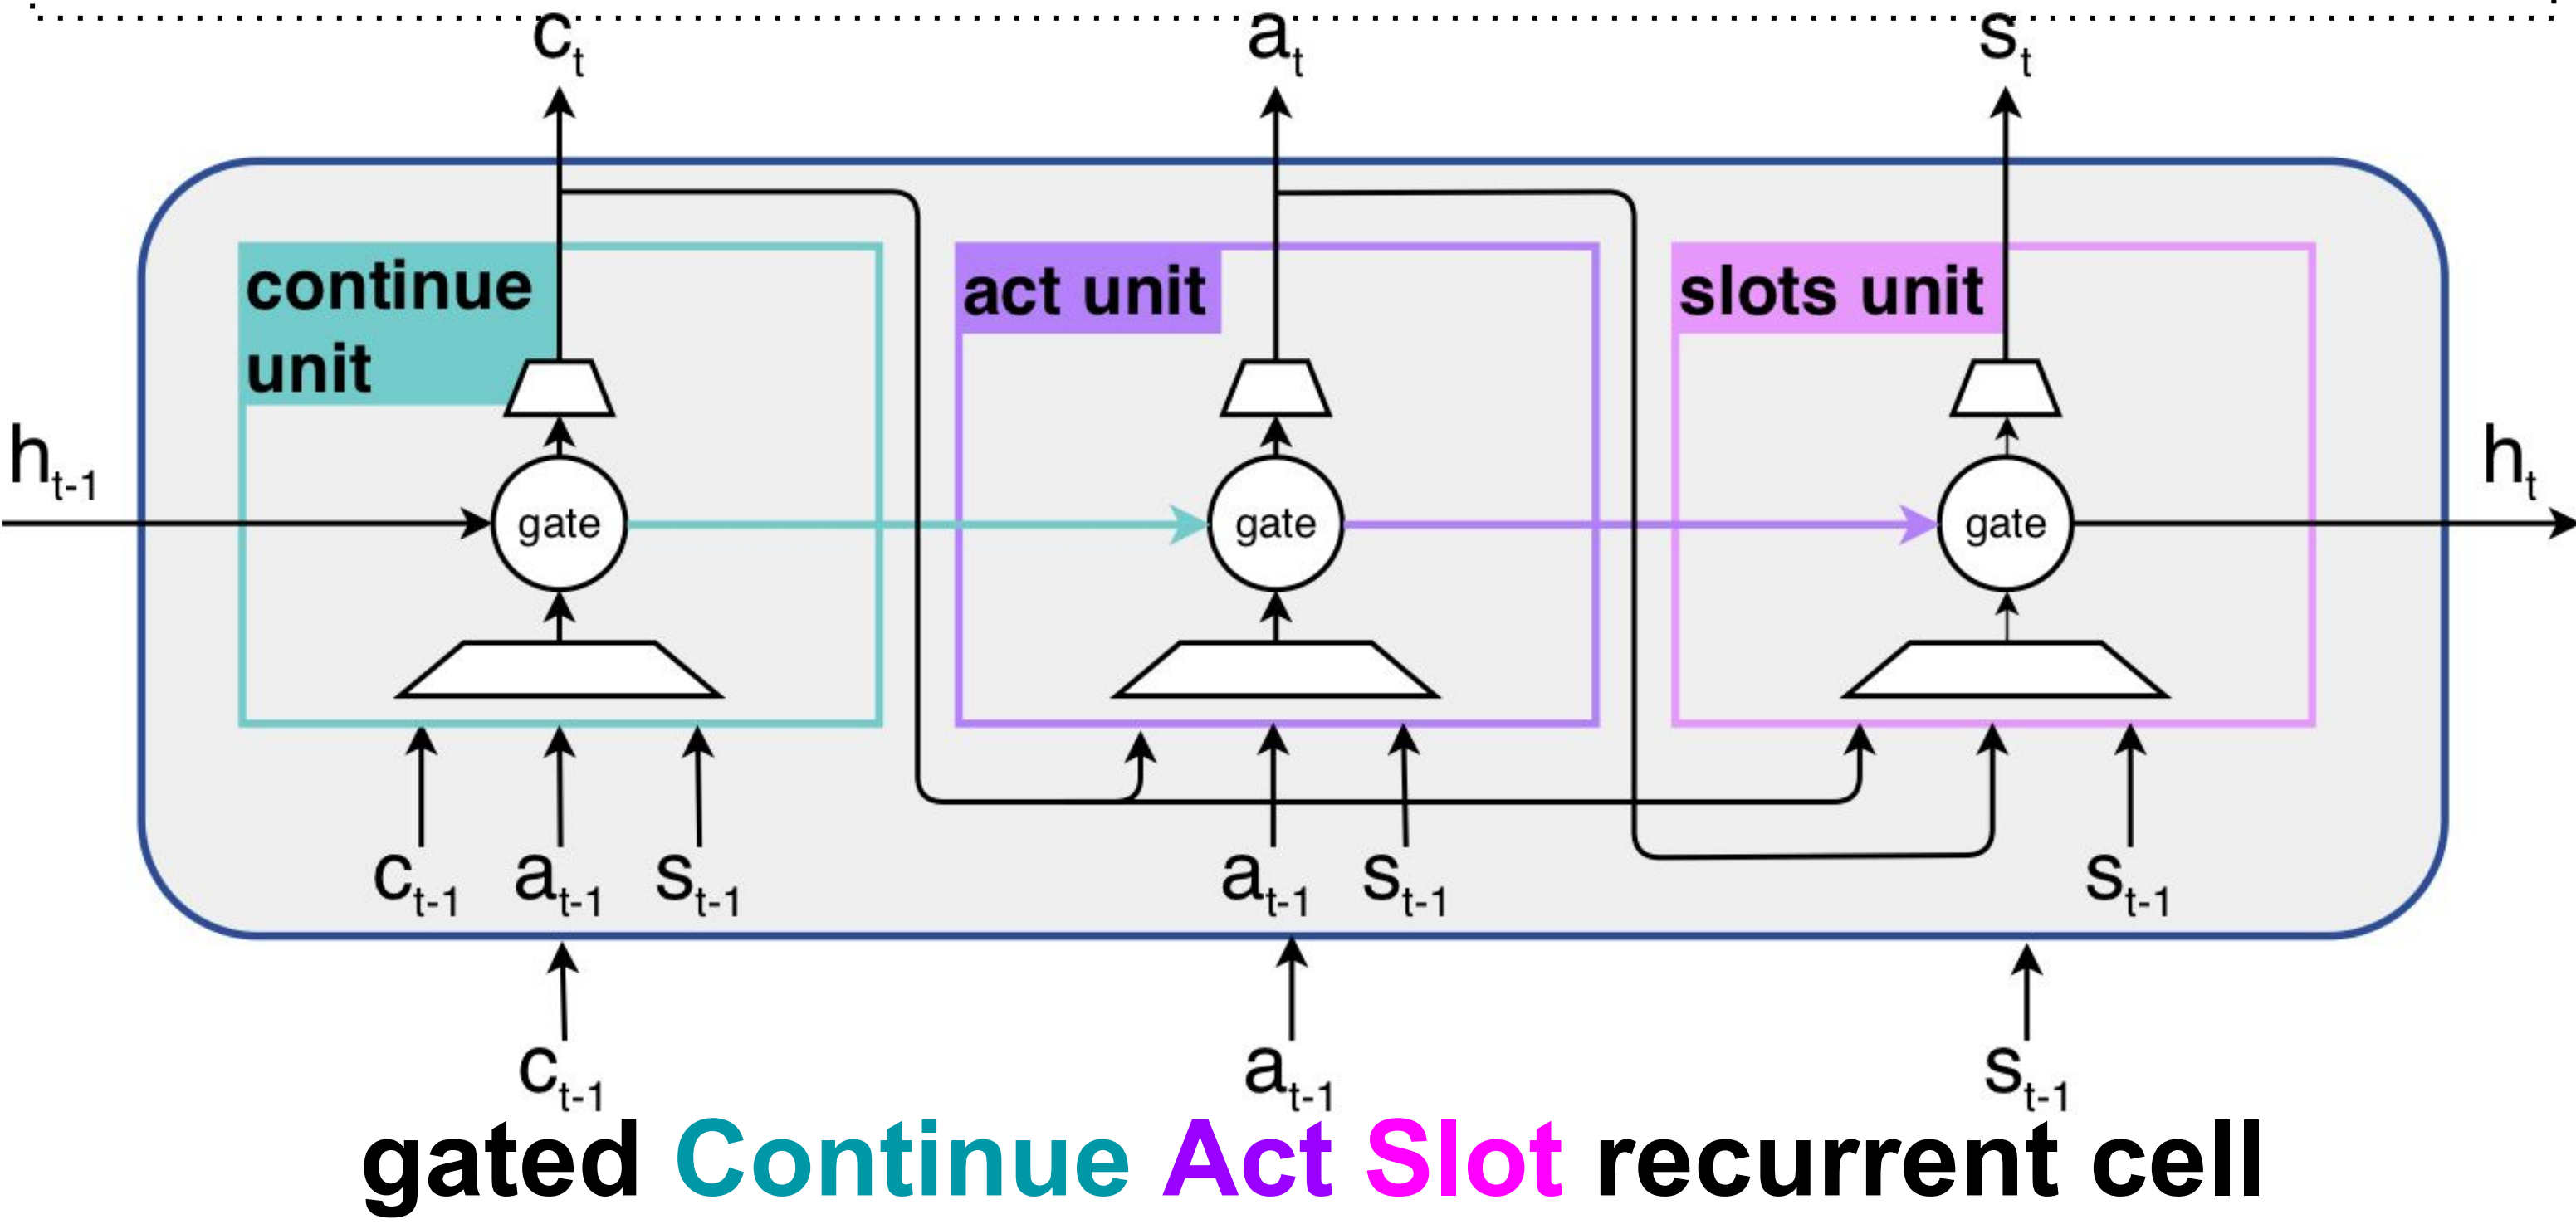 c_t a_t s_t
continue unit
act unit
slots unit
h_t-1
gate
gate
gate
h_t
c_t-1 a_t-1 s_t-1
a_t-1 s_t-1
s_t-1
c_t-1 a_t-1 s_t-1
gated Continue Act Slot recurrent cell